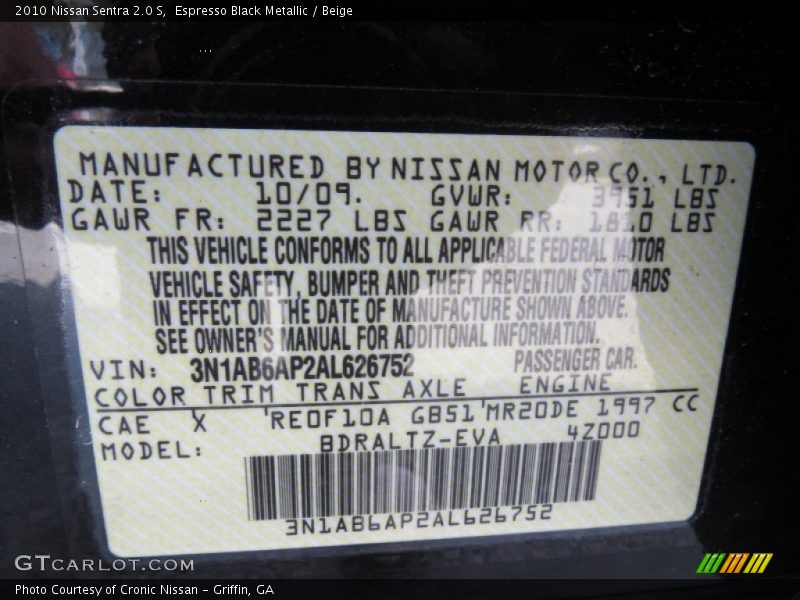 2010 Nissan Sentra 2.0 S,  Espresso Black Metallic / Beige
MANUFACTURED BY NISSAN MOTOR CO., LTD.
DATE: 10/09. GVWR: 3951 LBS
GAWR FR: 2227 LBS GAWR RR: 1810 LBS
THIS VEHICLE CONFORMS TO ALL APPLICABLE FEDERAL MOTOR
VEHICLE SAFETY, BUMPER AND THEFT PREVENTION STANDARDS
IN EFFECT ON THE DATE OF MANUFACTURE SHOWN ABOVE.
SEE OWNER'S MANUAL FOR ADDITIONAL INFORMATION.
VIN: 3N1AB6AP2AL626752 PASSENGER CAR.
COLOR TRIM TRANS AXLE ENGINE
CAE X 'RE0F10A GB51'MR20DE 1997 CC
MODEL: BDRALTZ-EVA 4Z000
3N1AB6AP2AL626752
GTCARLOT.COM
Photo Courtesy of Cronic Nissan - Griffin, GA